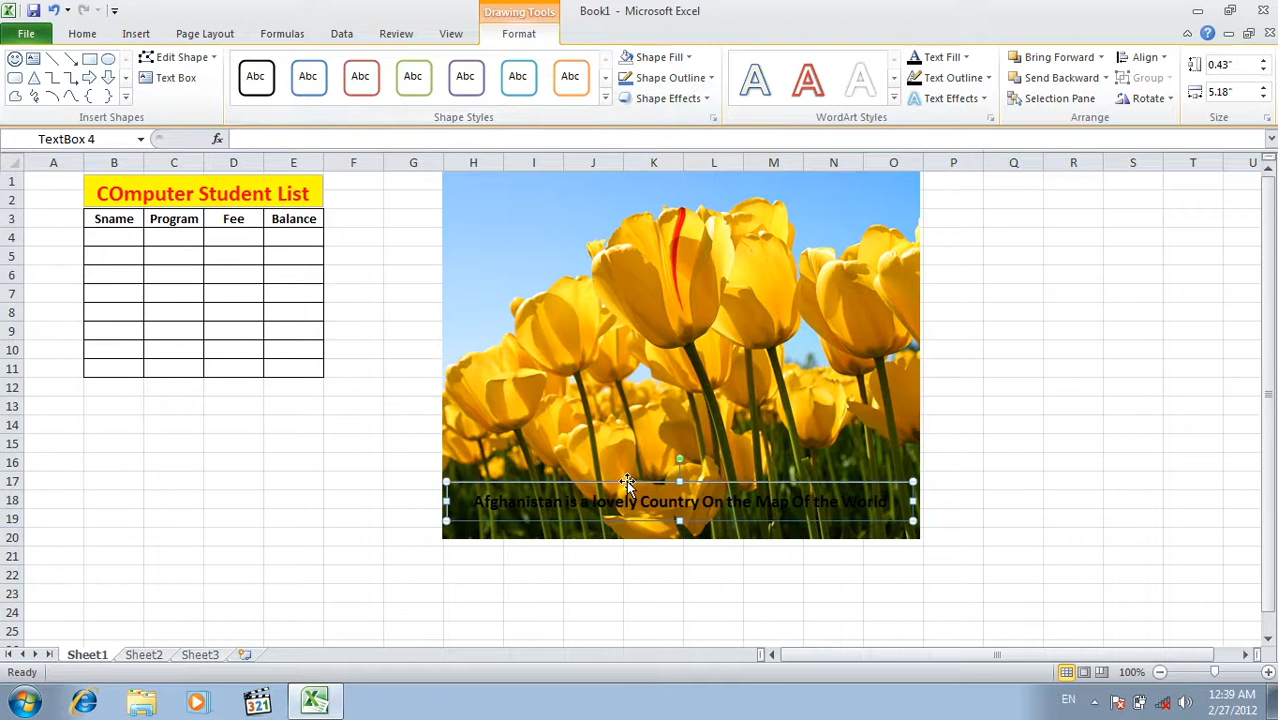 Drawing Tools
Book1 - Microsoft Excel
File Home Insert Page Layout Formulas Data Review View Format
Edit Shape
Text Box
Insert Shapes
Abc Abc Abc Abc Abc Abc Abc
Shape Fill
Shape Outline
Shape Effects
Shape Styles
A A A
Text Fill
Text Outline
Text Effects
WordArt Styles
Bring Forward
Send Backward
Selection Pane
Align
Group
Rotate
Arrange
0.43"
5.18"
Size
TextBox 4
fx
A B C D E F G H I J K L M N O P Q R S T U
1
COmputer Student List
2
3 Sname Program Fee Balance
4
5
6
7
8
9
10
11
12
13
14
15
16
17
18 Afghanistan is a lovely Country On the Map Of the World
19
20
21
22
23
24
25
Sheet1 Sheet2 Sheet3
Ready
100%
321
EN
12:39 AM
2/27/2012